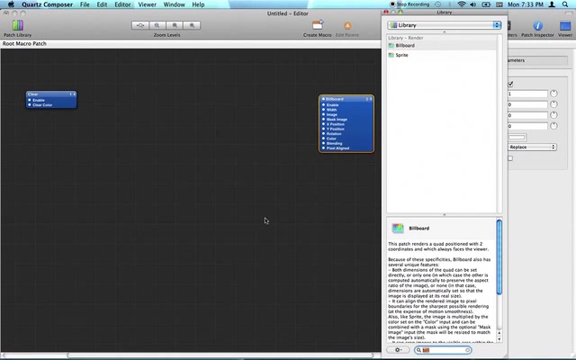 Quartz Composer File Edit Editor Viewer Window Help
Stop Recording
Mon 7:33 PM
Untitled - Editor
Library
Patch Library
Zoom Levels
Create Macro
Edit Parent
Patch Inspector
Viewer
Library
Root Macro Patch
Library - Render
Billboard
Sprite
Clear
Enable
Clear Color
Billboard
Enable
Width
Image
Mask Image
X Position
Y Position
Rotation
Color
Blending
Pixel Aligned
Billboard
This patch renders a quad positioned with 2
coordinates and which always faces the viewer.
Because of these specificities, Billboard also has
several unique features:
- Both dimensions of the quad can be set
directly, or only one (in which case the other is
computed automatically to preserve the aspect
ratio of the image), or none (in that case,
dimensions are automatically set so that the
image is displayed at its real size).
- It can align the rendered image to pixel
boundaries for the sharpest possible rendering
(at the expense of motion smoothness).
Also, like Sprite, the image is multiplied by the
color set on the "Color" input and can be
combined with a mask using the optional "Mask
Image" input (the mask will be resized to match
the image's size).
Replace